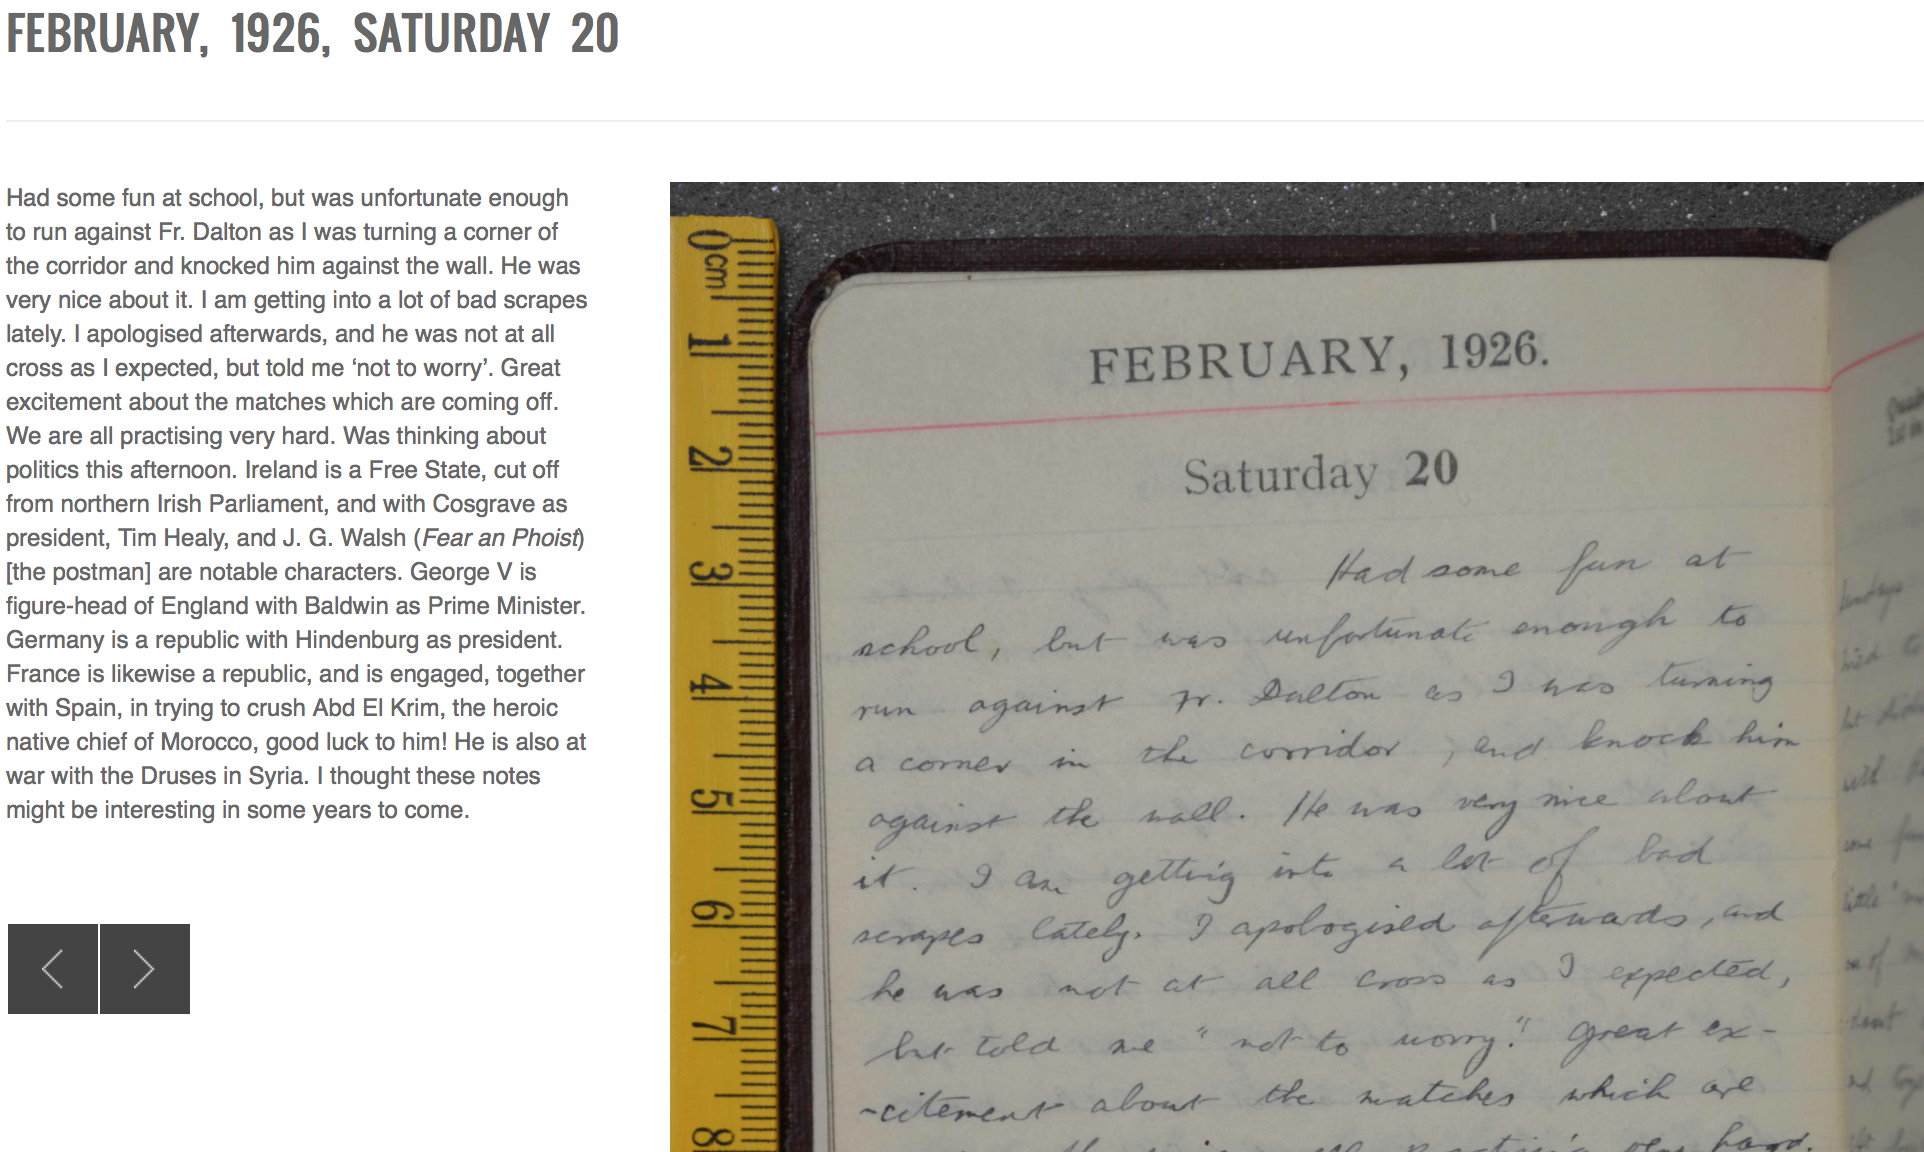 FEBRUARY, 1926, SATURDAY 20
Had some fun at school, but was unfortunate enough
to run against Fr. Dalton as I was turning a corner of
the corridor and knocked him against the wall. He was
very nice about it. I am getting into a lot of bad scrapes
lately. I apologised afterwards, and he was not at all
cross as I expected, but told me ‘not to worry’. Great
excitement about the matches which are coming off.
We are all practising very hard. Was thinking about
politics this afternoon. Ireland is a Free State, cut off
from northern Irish Parliament, and with Cosgrave as
president, Tim Healy, and J. G. Walsh (Fear an Phoist)
[the postman] are notable characters. George V is
figure-head of England with Baldwin as Prime Minister.
Germany is a republic with Hindenburg as president.
France is likewise a republic, and is engaged, together
with Spain, in trying to crush Abd El Krim, the heroic
native chief of Morocco, good luck to him! He is also at
war with the Druses in Syria. I thought these notes
might be interesting in some years to come.
0 cm
1
2
3
4
5
6
7
8
FEBRUARY, 1926.
Saturday 20
Had some fun at
school, but was unfortunate enough to
run against Fr. Dalton as I was turning
a corner in the corridor, and knock him
against the wall. He was very nice about
it. I am getting into a lot of bad
scrapes lately. I apologised afterwards, and
he was not at all cross as I expected,
but told me "not to worry". Great ex-
-citement about the matches which are
hard.